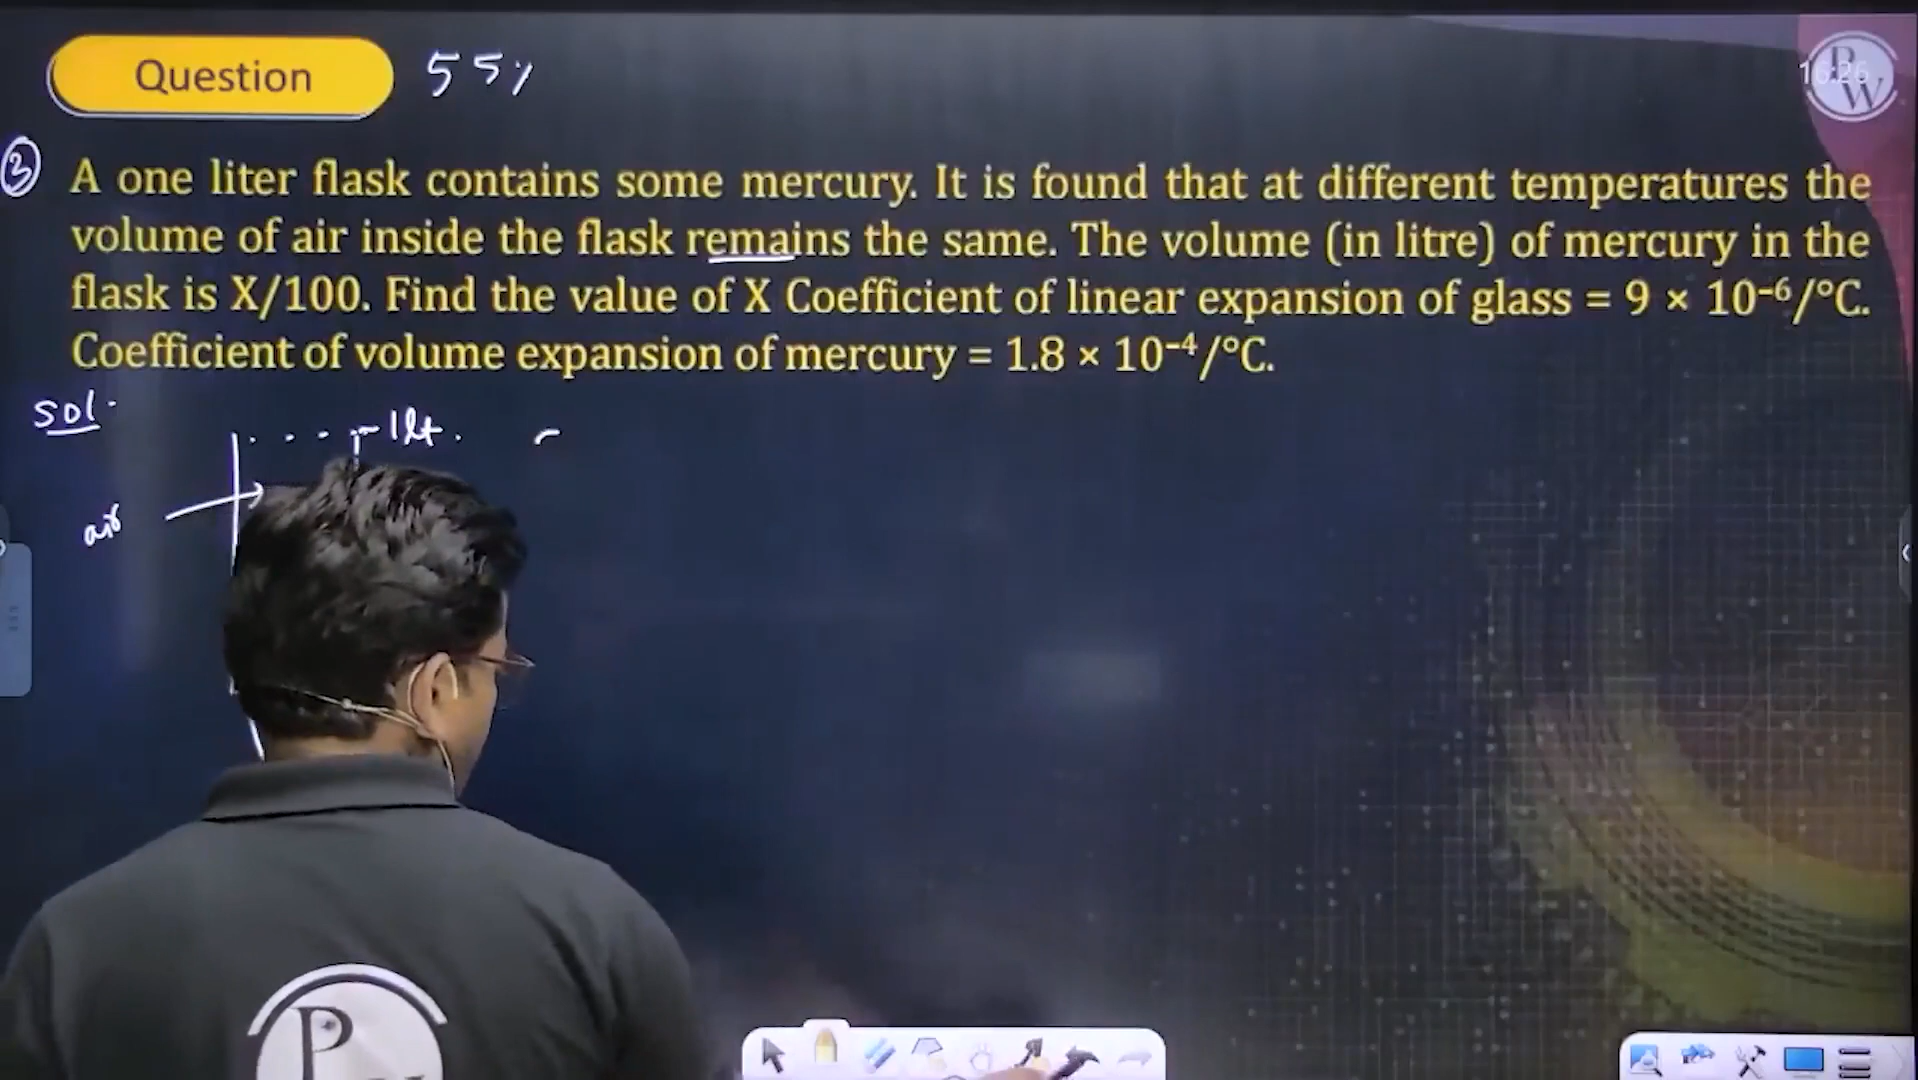 Question 55%
16:26
PW
③ A one liter flask contains some mercury. It is found that at different temperatures the
volume of air inside the flask remains the same. The volume (in litre) of mercury in the
flask is X/100. Find the value of X Coefficient of linear expansion of glass = 9 × 10⁻⁶/°C.
Coefficient of volume expansion of mercury = 1.8 × 10⁻⁴/°C.
Sol.
1lt.
air
P